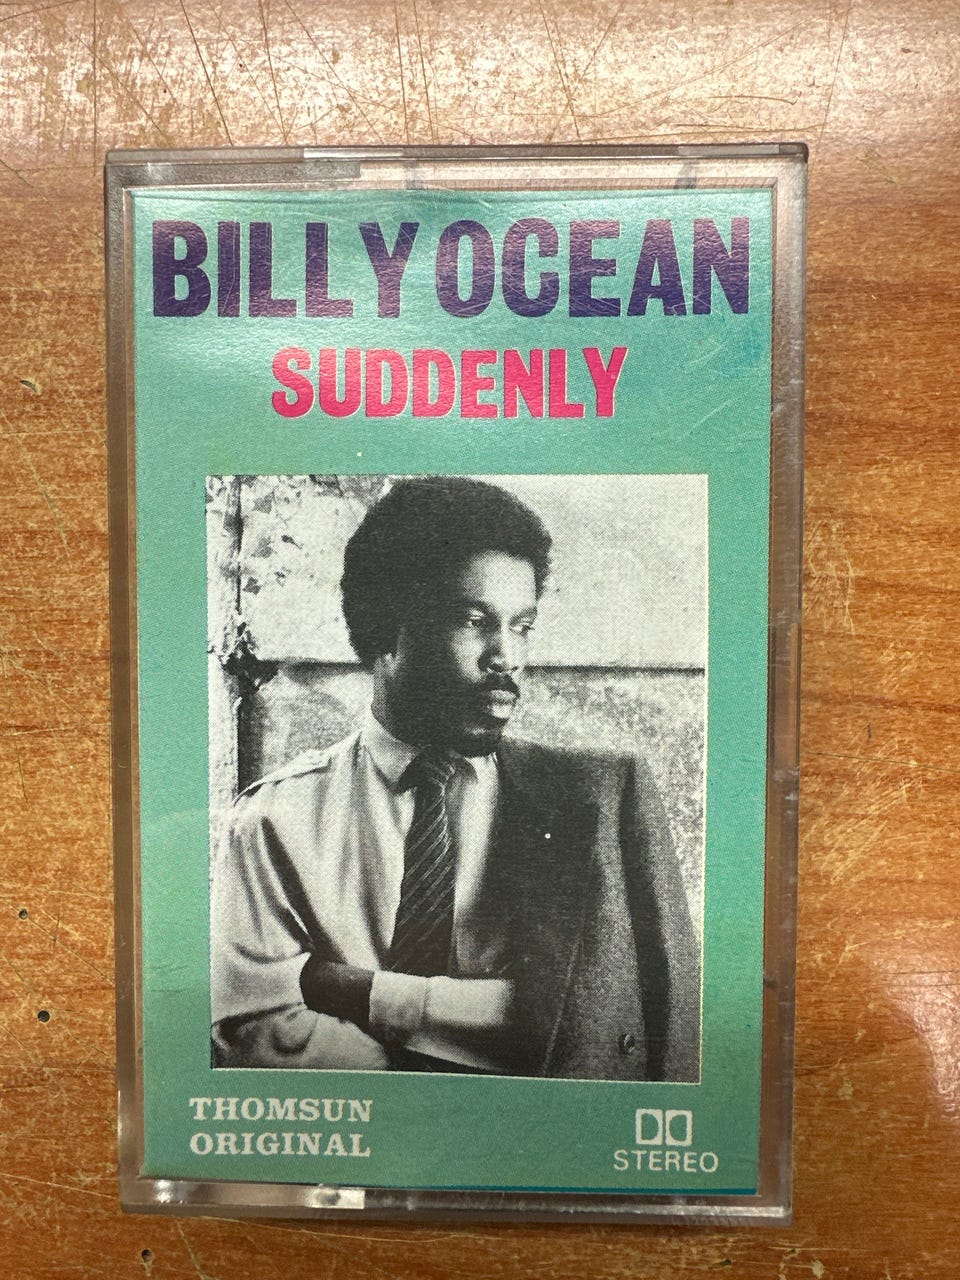 BILLY OCEAN
SUDDENLY
THOMSUN
ORIGINAL
STEREO